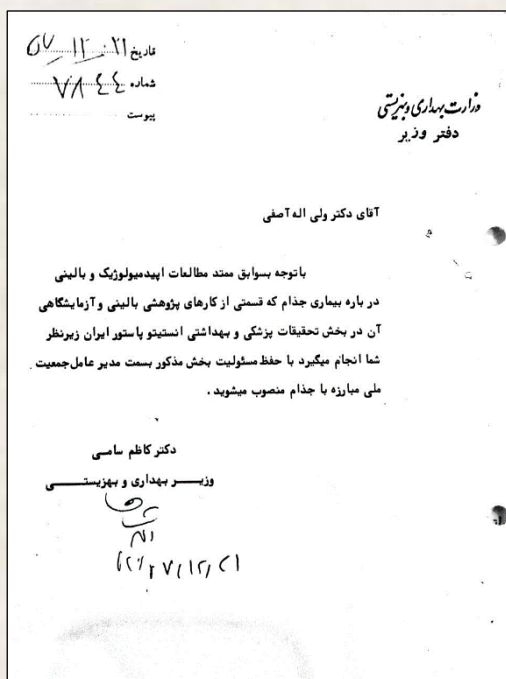 تاریخ ۵۷ - ۱۲ - ۲۱
شماره ۷۸۴۴
پیوست
وزارت بهداری و بهزیستی
دفتر وزیر
آقای دکتر ولی اله آصفی
باتوجه بسوابق ممتد مطالعات اپیدمیولوژیک و بالینی
در باره بیماری جذام که قسمتی از کارهای پژوهشی بالینی و آزمایشگاهی
آن در بخش تحقیقات پزشکی و بهداشتی انستیتو پاستور ایران زیرنظر
شما انجام میگیرد با حفظ مسئولیت بخش مذکور بسمت مدیر عامل جمعیت
ملی مبارزه با جذام منصوب میشوید .
دکتر کاظم سامی
وزیر بهداری و بهزیستی